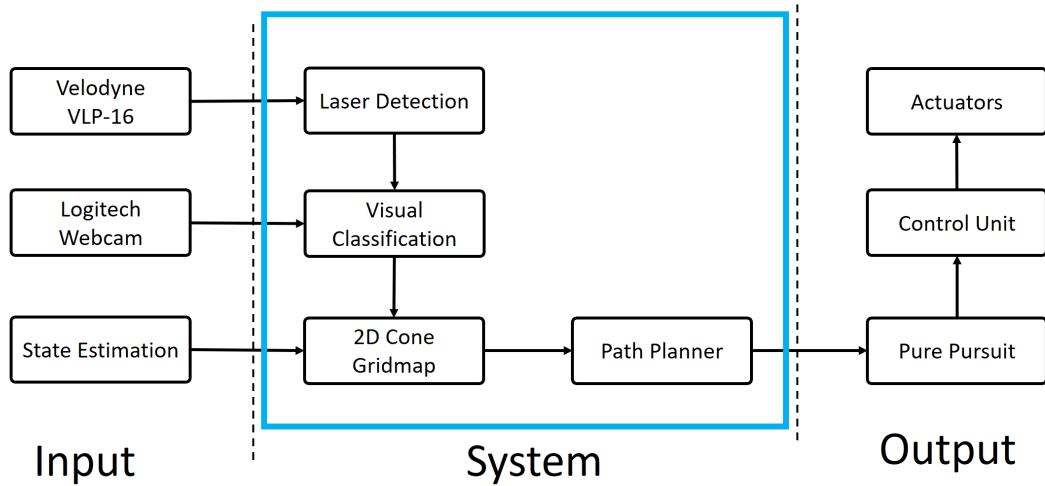 Velodyne
VLP-16
Laser Detection
Actuators
Logitech
Webcam
Visual
Classification
Control Unit
State Estimation
2D Cone
Gridmap
Path Planner
Pure Pursuit
Input
System
Output